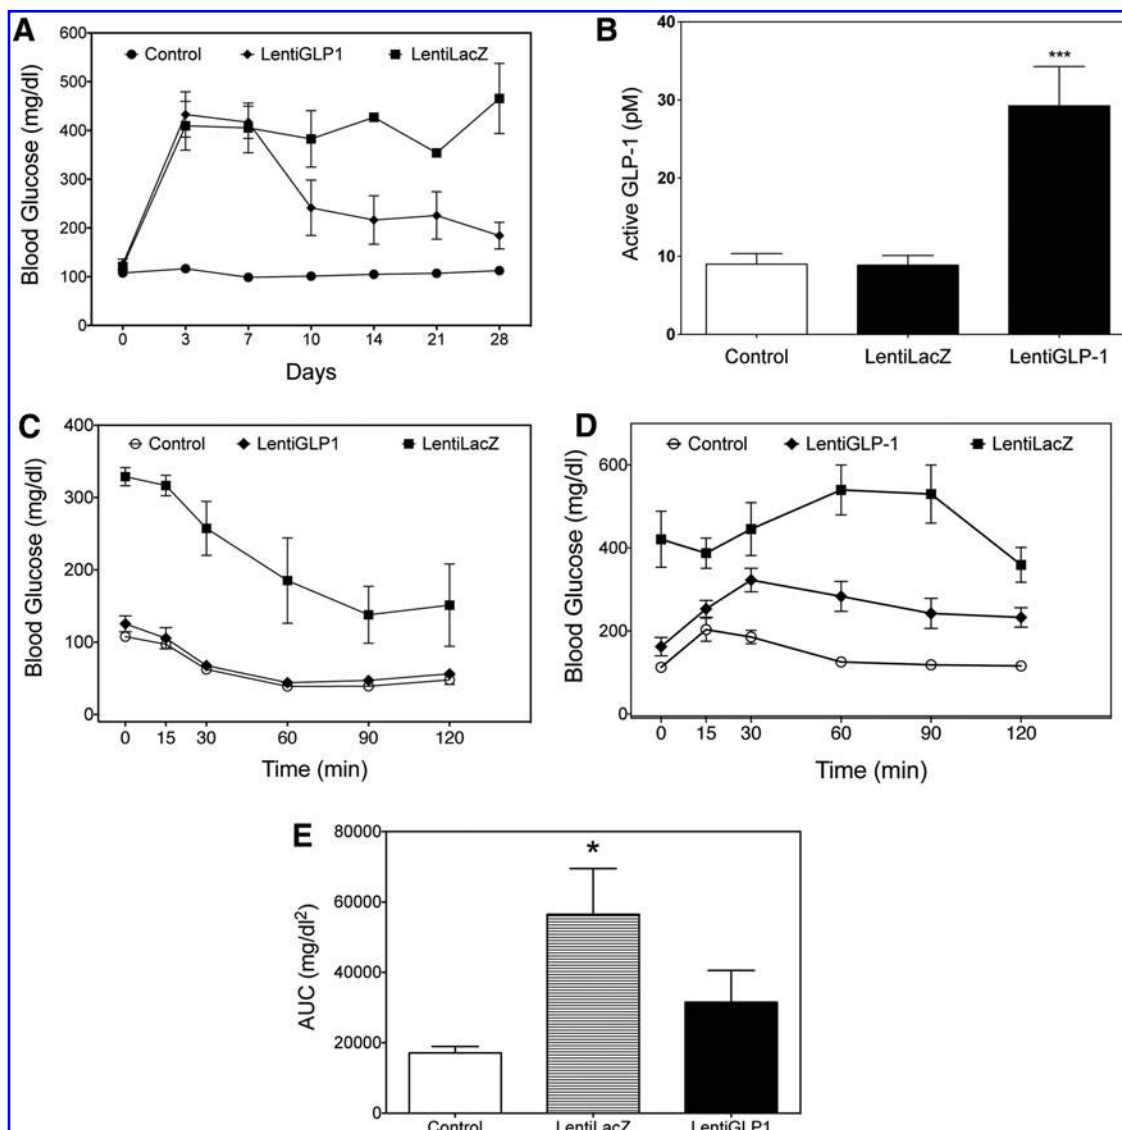 A
600
500
400
300
200
100
0
Blood Glucose (mg/dl)
Control LentiGLP1 LentiLacZ
0 3 7 10 14 21 28
Days
B
40
30
20
10
0
Active GLP-1 (pM)
***
Control LentiLacZ LentiGLP-1
C
400
300
200
100
0
Blood Glucose (mg/dl)
Control LentiGLP1 LentiLacZ
0 15 30 60 90 120
Time (min)
D
600
400
200
0
Blood Glucose (mg/dl)
Control LentiGLP-1 LentiLacZ
0 15 30 60 90 120
Time (min)
E
80000
60000
40000
20000
0
AUC (mg/dl²)
*
Control LentiLacZ LentiGLP1